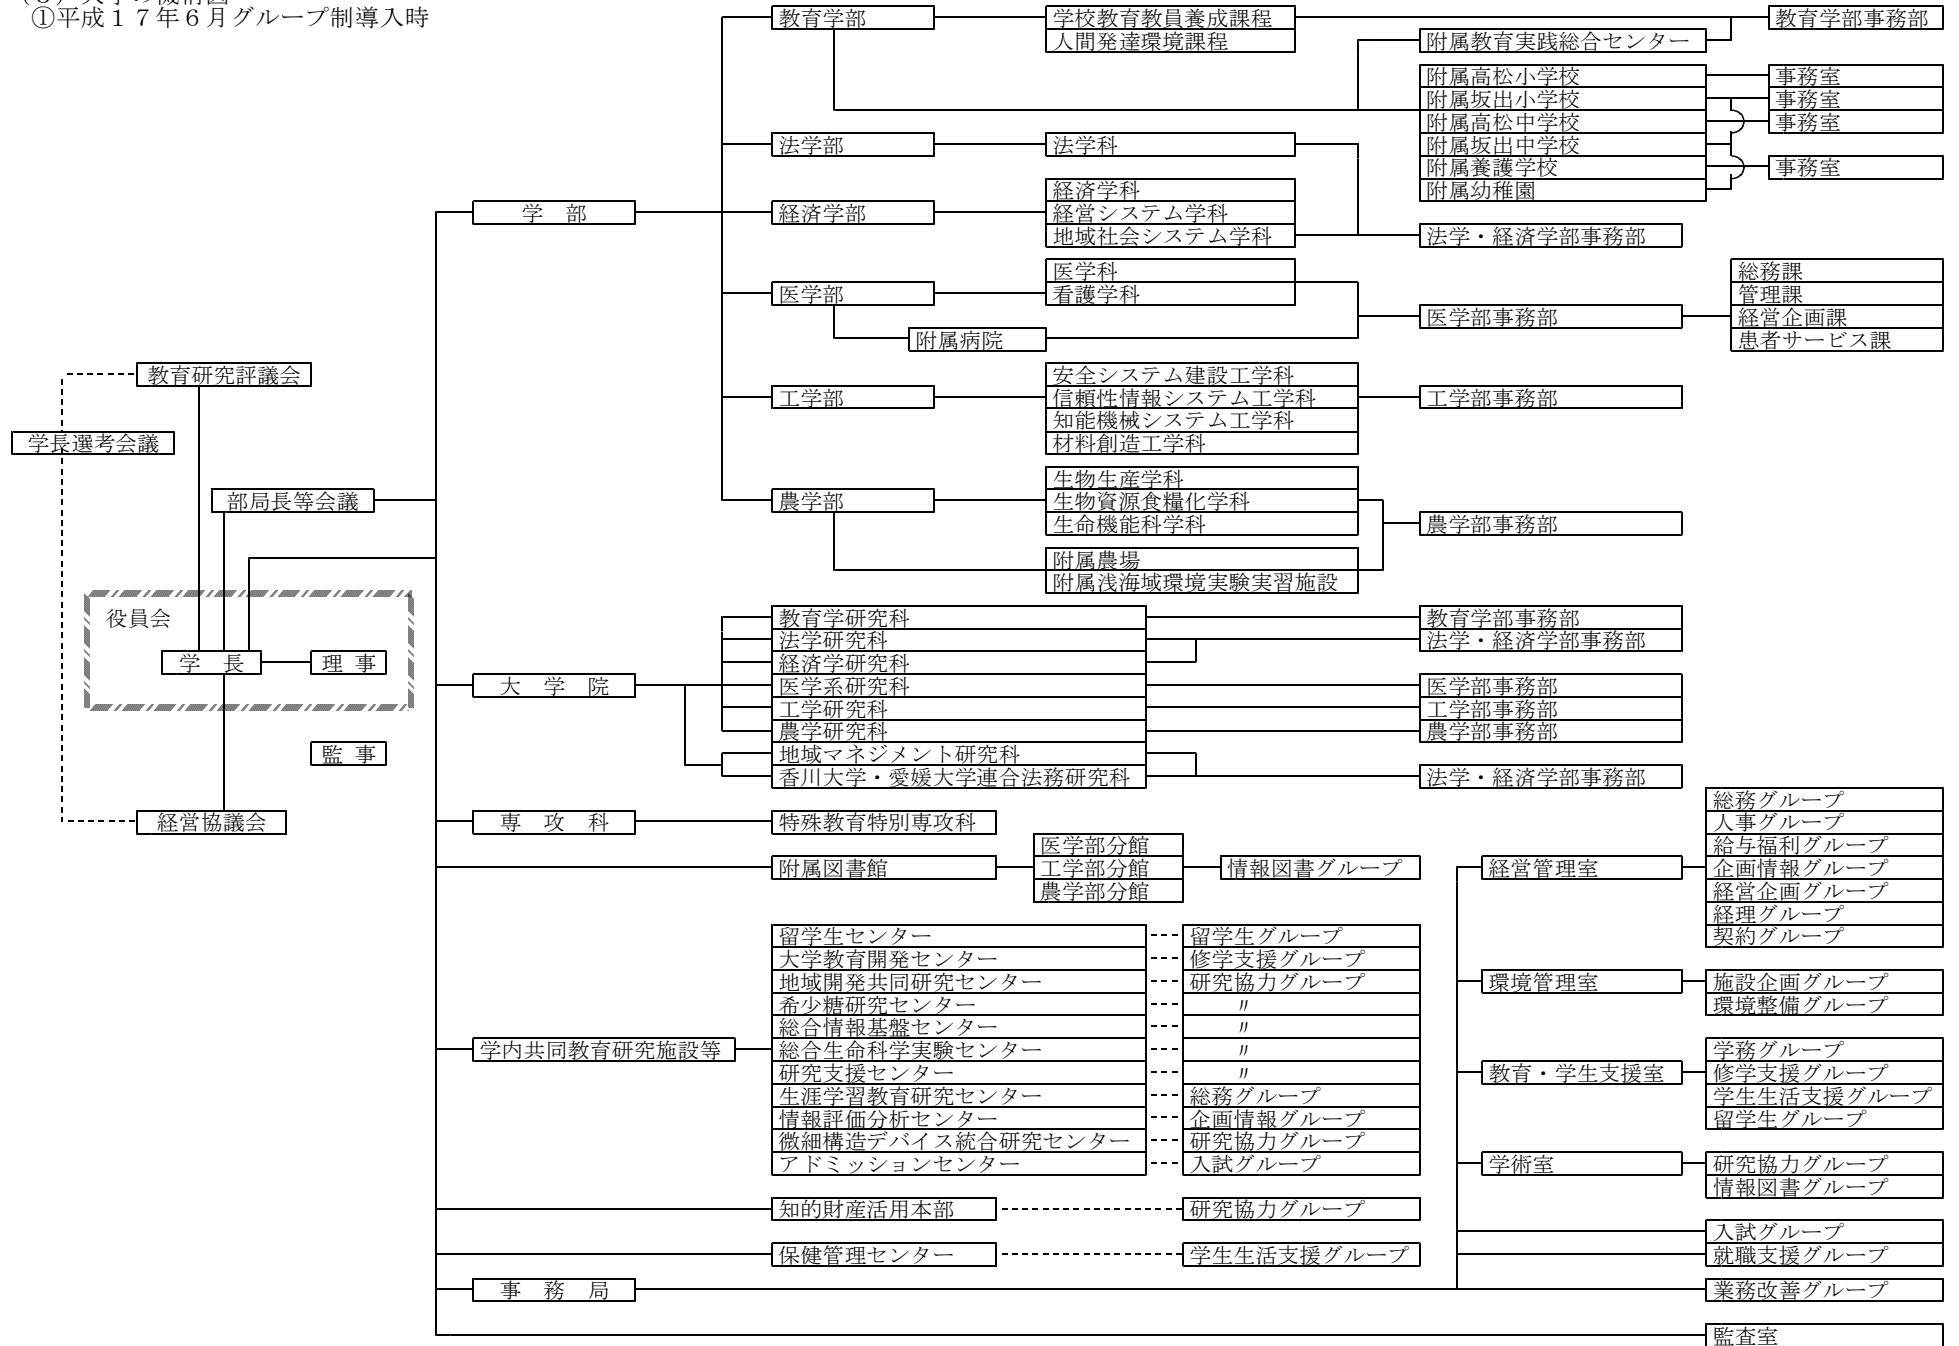 ①平成１７年６月グループ制導入時
教育研究評議会
学長選考会議
部局長等会議
役員会
学　長
理 事
監 事
経営協議会
学　部
教育学部
学校教育教員養成課程
人間発達環境課程
教育学部事務部
附属教育実践総合センター
附属高松小学校
事務室
附属坂出小学校
事務室
附属高松中学校
事務室
附属坂出中学校
附属養護学校
事務室
附属幼稚園
法学部
法学科
経済学部
経済学科
経営システム学科
地域社会システム学科
法学・経済学部事務部
医学部
医学科
看護学科
附属病院
医学部事務部
総務課
管理課
経営企画課
患者サービス課
工学部
安全システム建設工学科
信頼性情報システム工学科
知能機械システム工学科
材料創造工学科
工学部事務部
農学部
生物生産学科
生物資源食糧化学科
生命機能科学科
附属農場
附属浅海域環境実験実習施設
農学部事務部
大　学　院
教育学研究科
教育学部事務部
法学研究科
法学・経済学部事務部
経済学研究科
医学系研究科
医学部事務部
工学研究科
工学部事務部
農学研究科
農学部事務部
地域マネジメント研究科
香川大学・愛媛大学連合法務研究科
法学・経済学部事務部
専　攻　科
特殊教育特別専攻科
附属図書館
医学部分館
工学部分館
農学部分館
情報図書グループ
学内共同教育研究施設等
留学生センター
留学生グループ
大学教育開発センター
修学支援グループ
地域開発共同研究センター
研究協力グループ
希少糖研究センター
〃
総合情報基盤センター
〃
総合生命科学実験センター
〃
研究支援センター
〃
生涯学習教育研究センター
総務グループ
情報評価分析センター
企画情報グループ
微細構造デバイス統合研究センター
研究協力グループ
アドミッションセンター
入試グループ
知的財産活用本部
研究協力グループ
保健管理センター
学生生活支援グループ
事　務　局
経営管理室
総務グループ
人事グループ
給与福利グループ
企画情報グループ
経営企画グループ
経理グループ
契約グループ
環境管理室
施設企画グループ
環境整備グループ
教育・学生支援室
学務グループ
修学支援グループ
学生生活支援グループ
留学生グループ
学術室
研究協力グループ
情報図書グループ
入試グループ
就職支援グループ
業務改善グループ
監査室